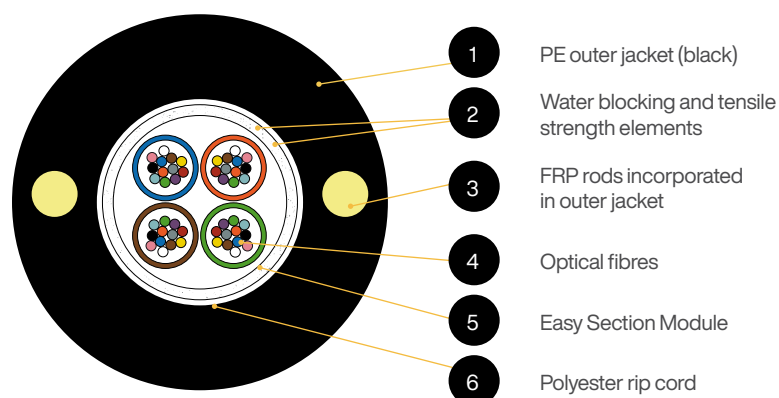 1 PE outer jacket (black)
2 Water blocking and tensile
strength elements
3 FRP rods incorporated
in outer jacket
4 Optical fibres
5 Easy Section Module
6 Polyester rip cord